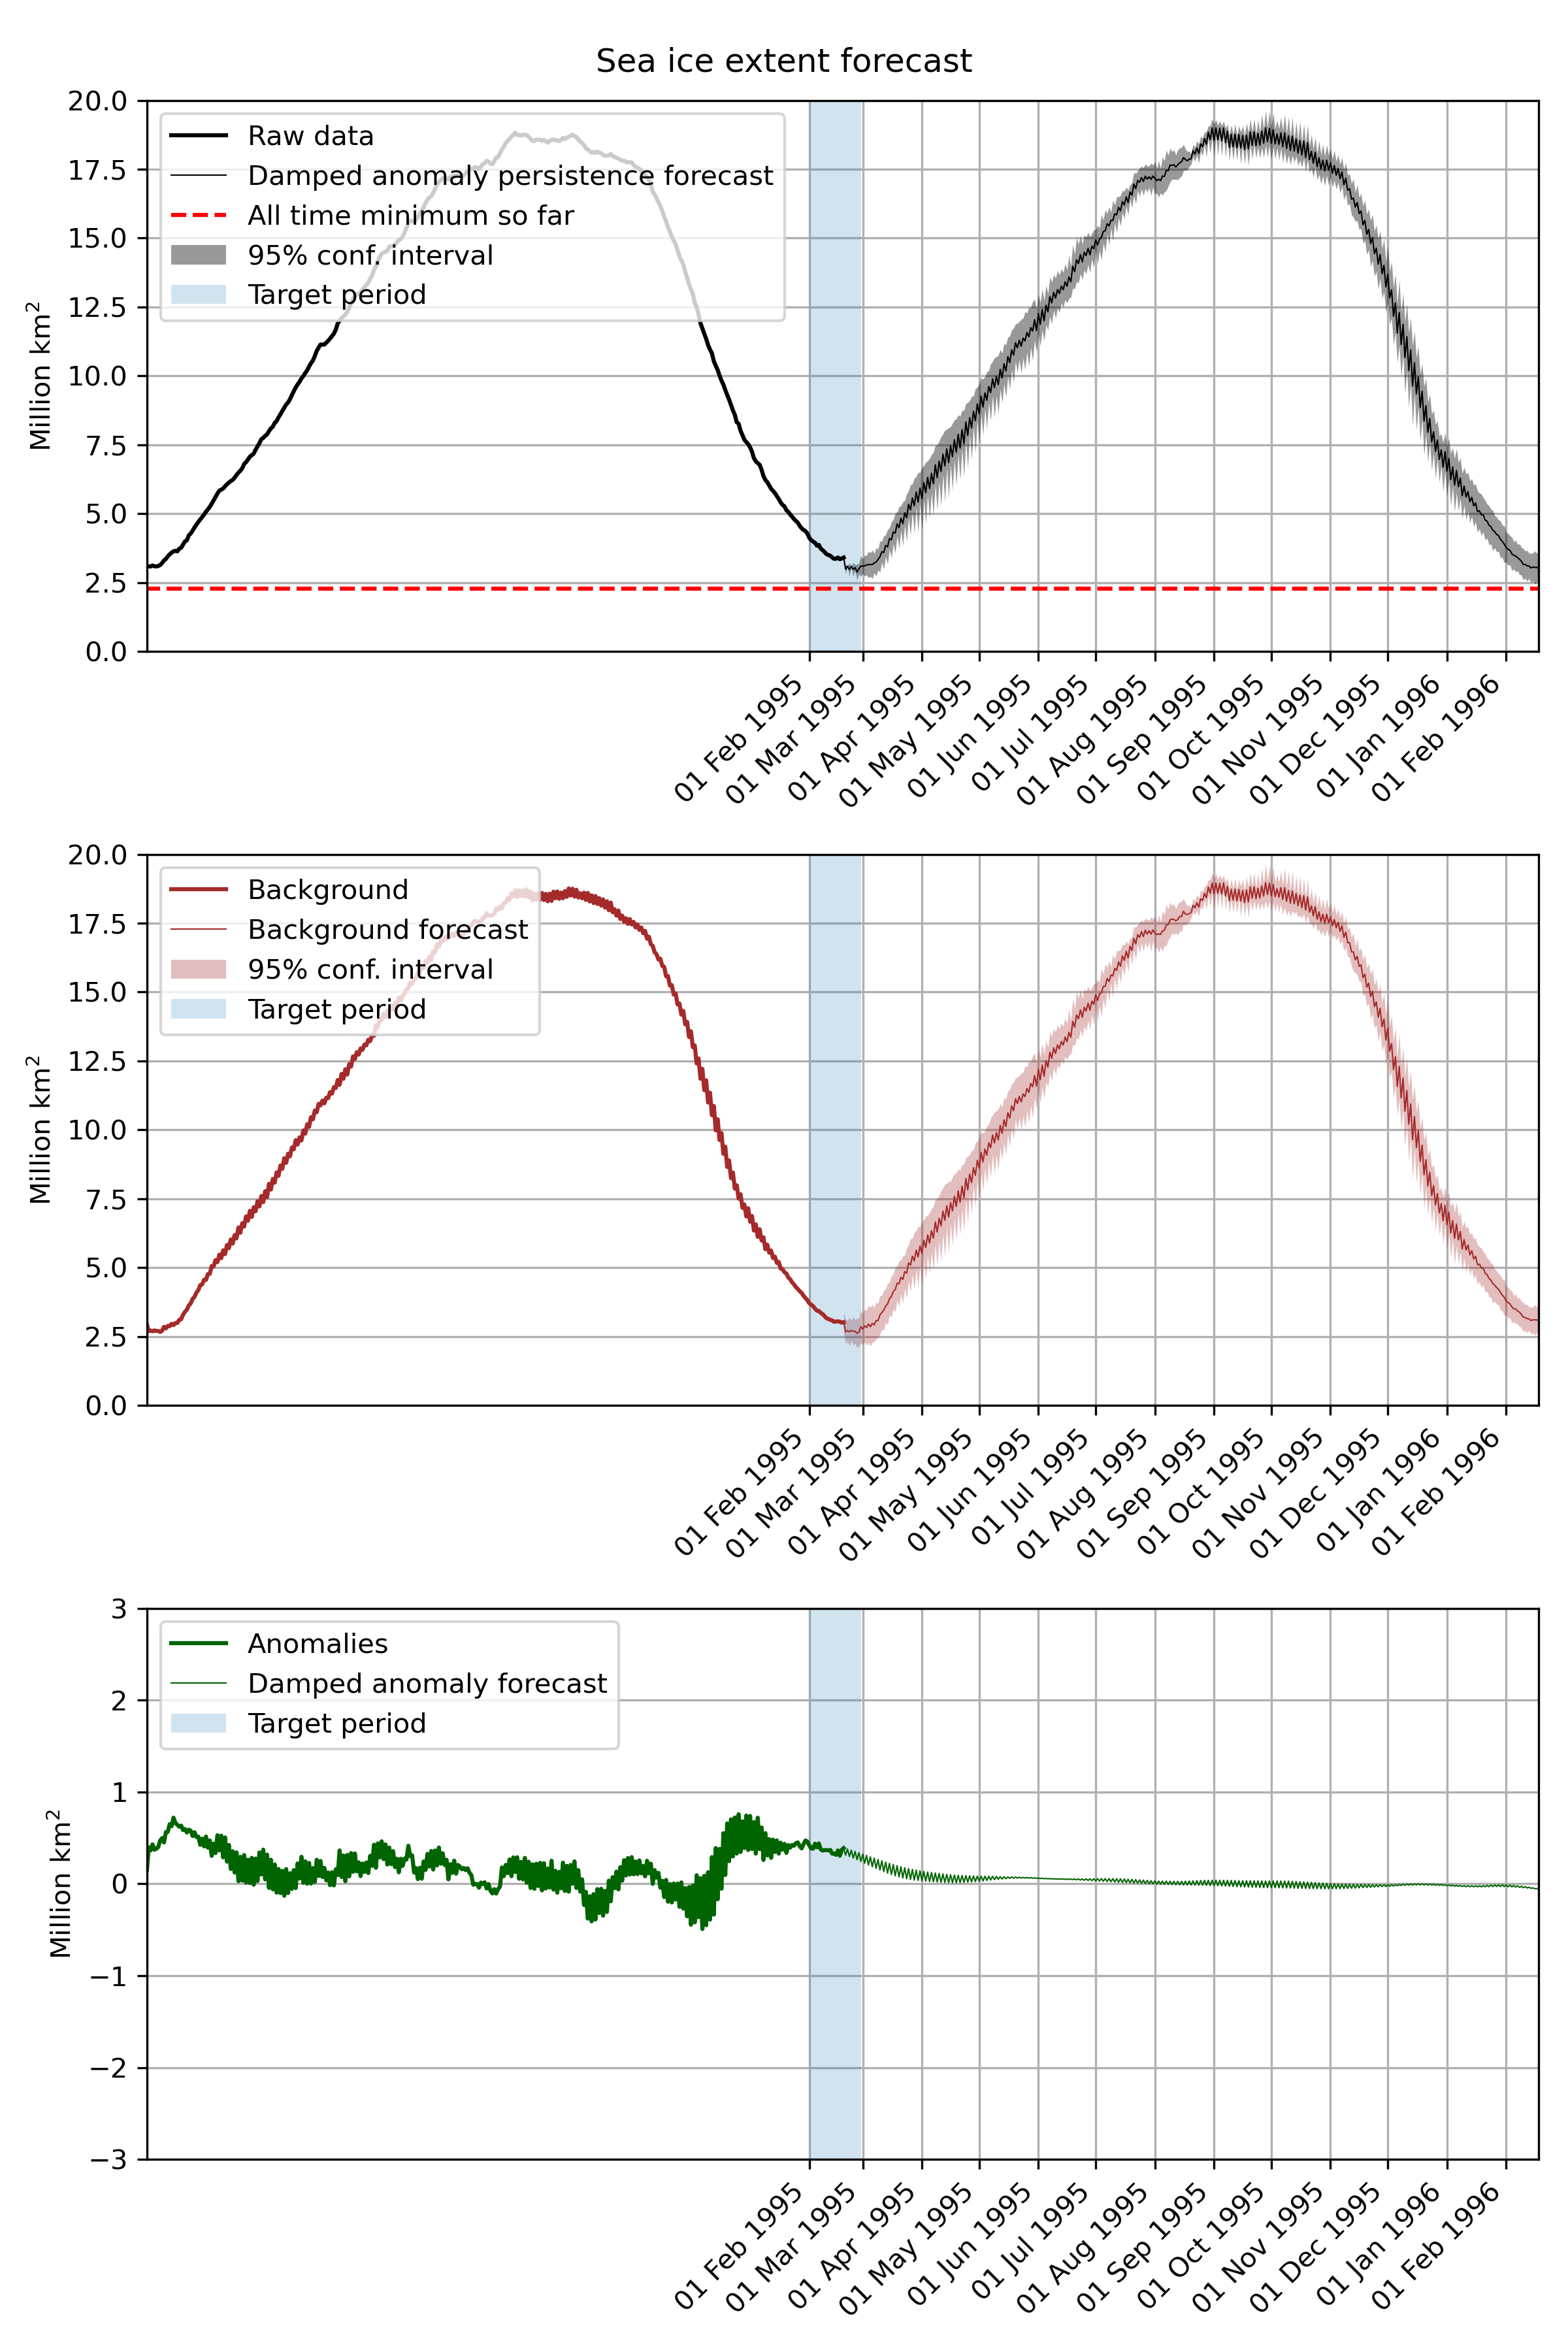 Sea ice extent forecast
20.0
17.5
15.0
12.5
10.0
7.5
5.0
2.5
0.0
Million km²
Raw data
Damped anomaly persistence forecast
All time minimum so far
95% conf. interval
Target period
01 Feb 1995
01 Mar 1995
01 Apr 1995
01 May 1995
01 Jun 1995
01 Jul 1995
01 Aug 1995
01 Sep 1995
01 Oct 1995
01 Nov 1995
01 Dec 1995
01 Jan 1996
01 Feb 1996
20.0
17.5
15.0
12.5
10.0
7.5
5.0
2.5
0.0
Million km²
Background
Background forecast
95% conf. interval
Target period
01 Feb 1995
01 Mar 1995
01 Apr 1995
01 May 1995
01 Jun 1995
01 Jul 1995
01 Aug 1995
01 Sep 1995
01 Oct 1995
01 Nov 1995
01 Dec 1995
01 Jan 1996
01 Feb 1996
3
2
1
0
−1
−2
−3
Million km²
Anomalies
Damped anomaly forecast
Target period
01 Feb 1995
01 Mar 1995
01 Apr 1995
01 May 1995
01 Jun 1995
01 Jul 1995
01 Aug 1995
01 Sep 1995
01 Oct 1995
01 Nov 1995
01 Dec 1995
01 Jan 1996
01 Feb 1996